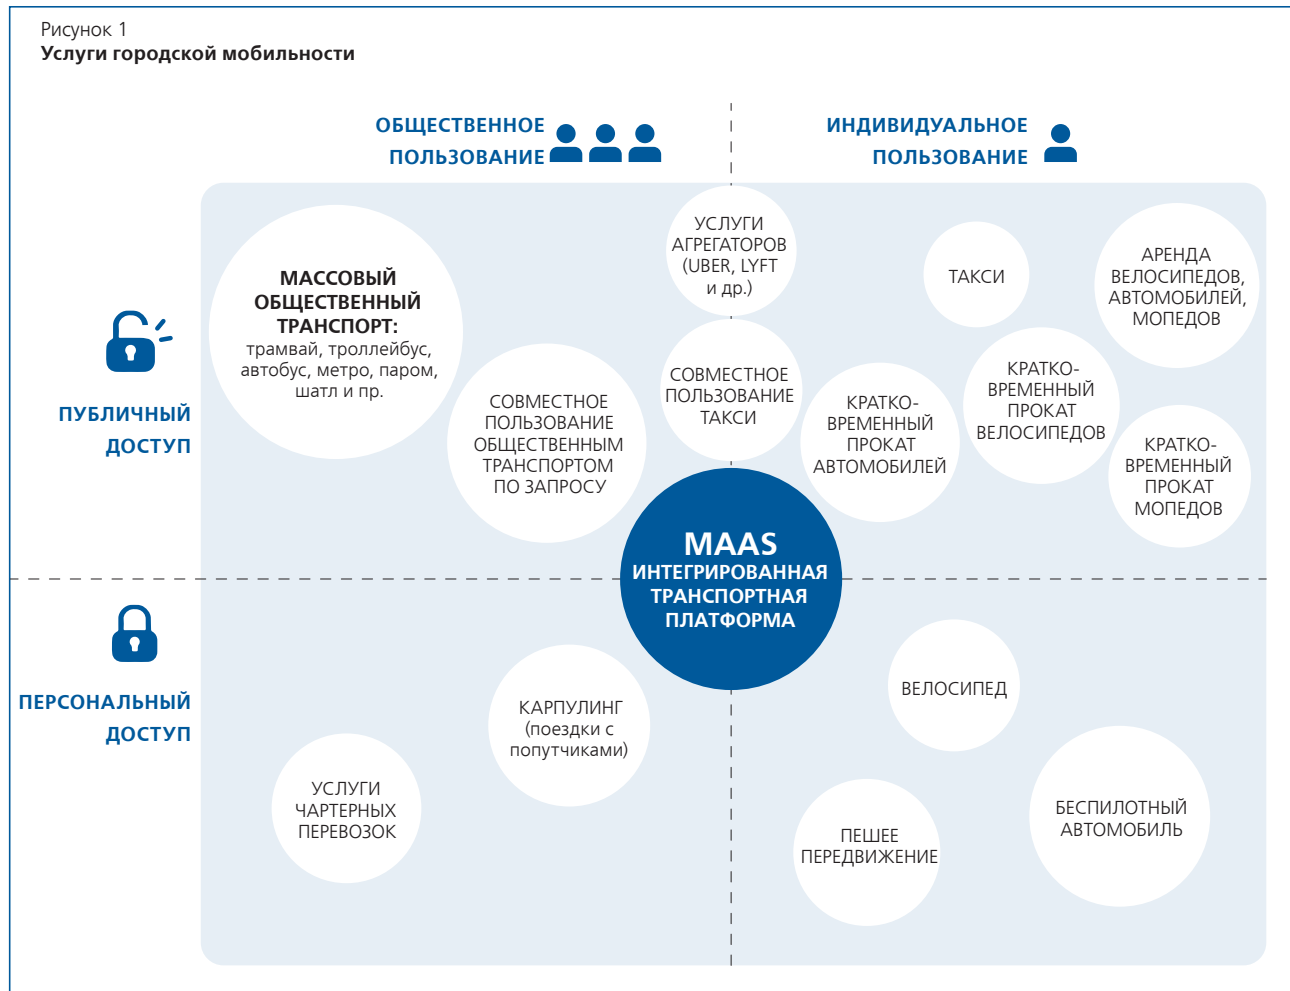 Рисунок 1
Услуги городской мобильности
ОБЩЕСТВЕННОЕ
ПОЛЬЗОВАНИЕ
ИНДИВИДУАЛЬНОЕ
ПОЛЬЗОВАНИЕ
ПУБЛИЧНЫЙ
ДОСТУП
МАССОВЫЙ
ОБЩЕСТВЕННЫЙ
ТРАНСПОРТ:
трамвай, троллейбус,
автобус, метро, паром,
шатл и пр.
СОВМЕСТНОЕ
ПОЛЬЗОВАНИЕ
ОБЩЕСТВЕННЫМ
ТРАНСПОРТОМ
ПО ЗАПРОСУ
УСЛУГИ
АГРЕГАТОРОВ
(UBER, LYFT
и др.)
СОВМЕСТНОЕ
ПОЛЬЗОВАНИЕ
ТАКСИ
КРАТКО-
ВРЕМЕННЫЙ
ПРОКАТ
АВТОМОБИЛЕЙ
ТАКСИ
КРАТКО-
ВРЕМЕННЫЙ
ПРОКАТ
ВЕЛОСИПЕДОВ
АРЕНДА
ВЕЛОСИПЕДОВ,
АВТОМОБИЛЕЙ,
МОПЕДОВ
КРАТКО-
ВРЕМЕННЫЙ
ПРОКАТ
МОПЕДОВ
MAAS
ИНТЕГРИРОВАННАЯ
ТРАНСПОРТНАЯ
ПЛАТФОРМА
ПЕРСОНАЛЬНЫЙ
ДОСТУП
УСЛУГИ
ЧАРТЕРНЫХ
ПЕРЕВОЗОК
КАРПУЛИНГ
(поездки с
попутчиками)
ВЕЛОСИПЕД
ПЕШЕЕ
ПЕРЕДВИЖЕНИЕ
БЕСПИЛОТНЫЙ
АВТОМОБИЛЬ